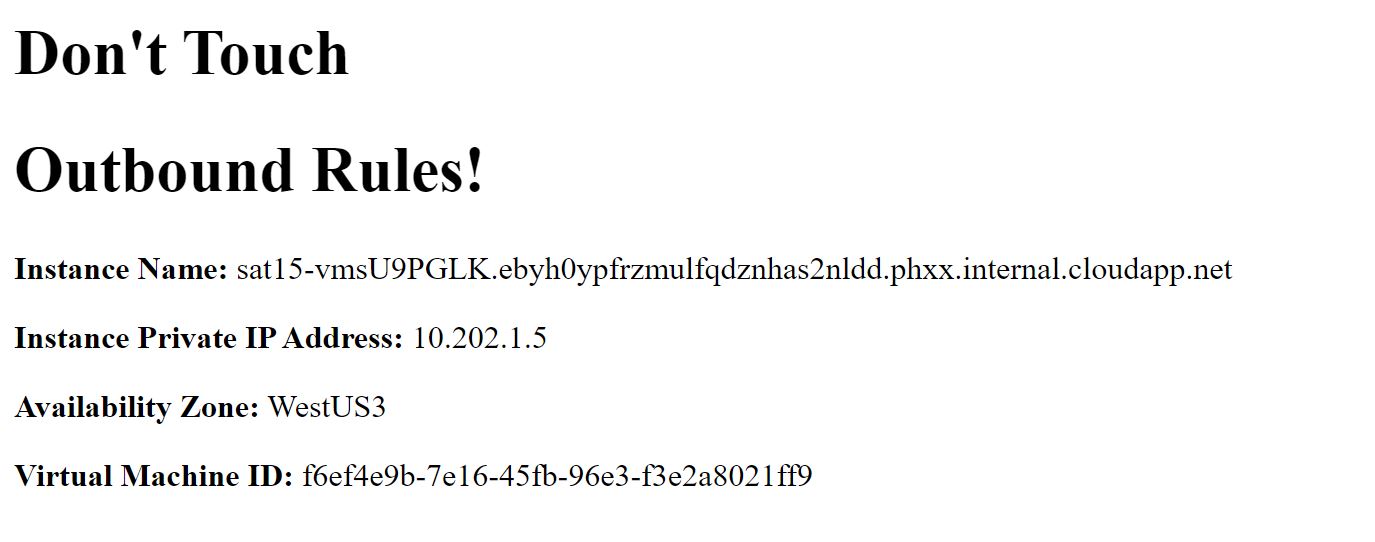 Don't Touch
Outbound Rules!
Instance Name: sat15-vmsU9PGLK.ebyh0ypfrzmulfqdznhas2nldd.phxx.internal.cloudapp.net
Instance Private IP Address: 10.202.1.5
Availability Zone: WestUS3
Virtual Machine ID: f6ef4e9b-7e16-45fb-96e3-f3e2a8021ff9